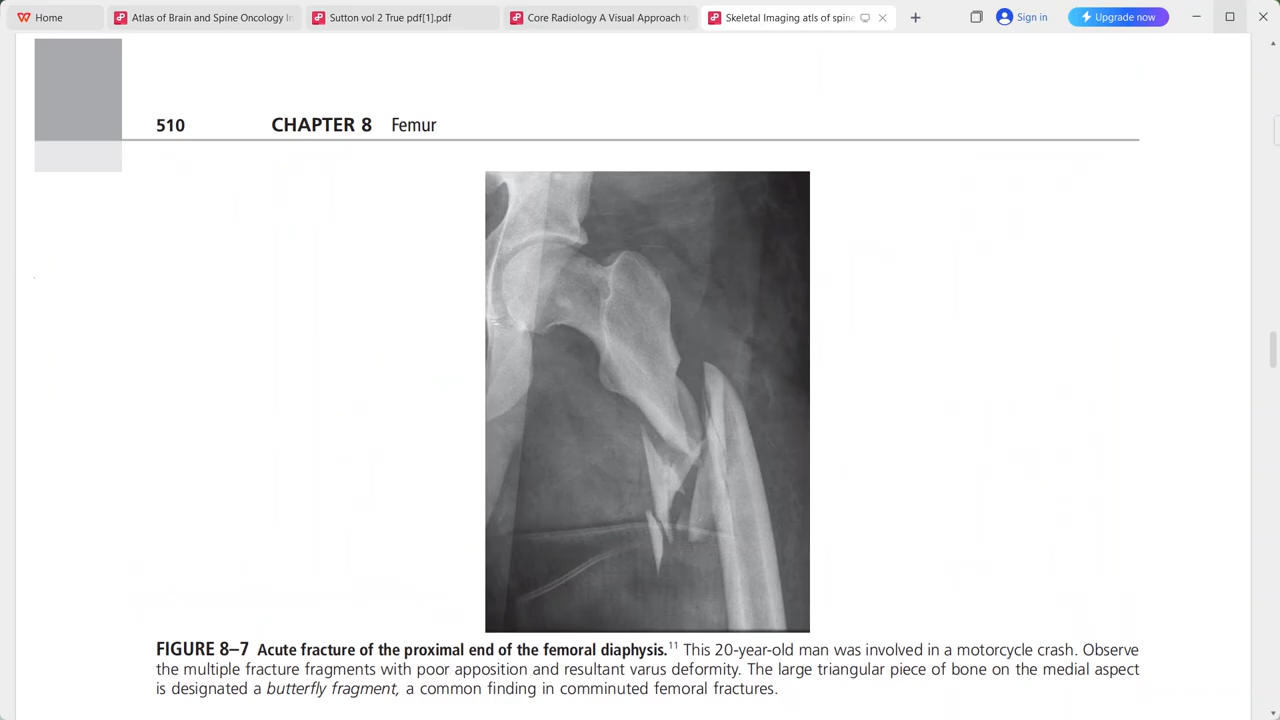 Home
Atlas of Brain and Spine Oncology I
Sutton vol 2 True pdf[1].pdf
Core Radiology A Visual Approach t
Skeletal Imaging atls of spine
Sign in
Upgrade now
510 CHAPTER 8 Femur
FIGURE 8–7 Acute fracture of the proximal end of the femoral diaphysis.11 This 20-year-old man was involved in a motorcycle crash. Observe
the multiple fracture fragments with poor apposition and resultant varus deformity. The large triangular piece of bone on the medial aspect
is designated a butterfly fragment, a common finding in comminuted femoral fractures.